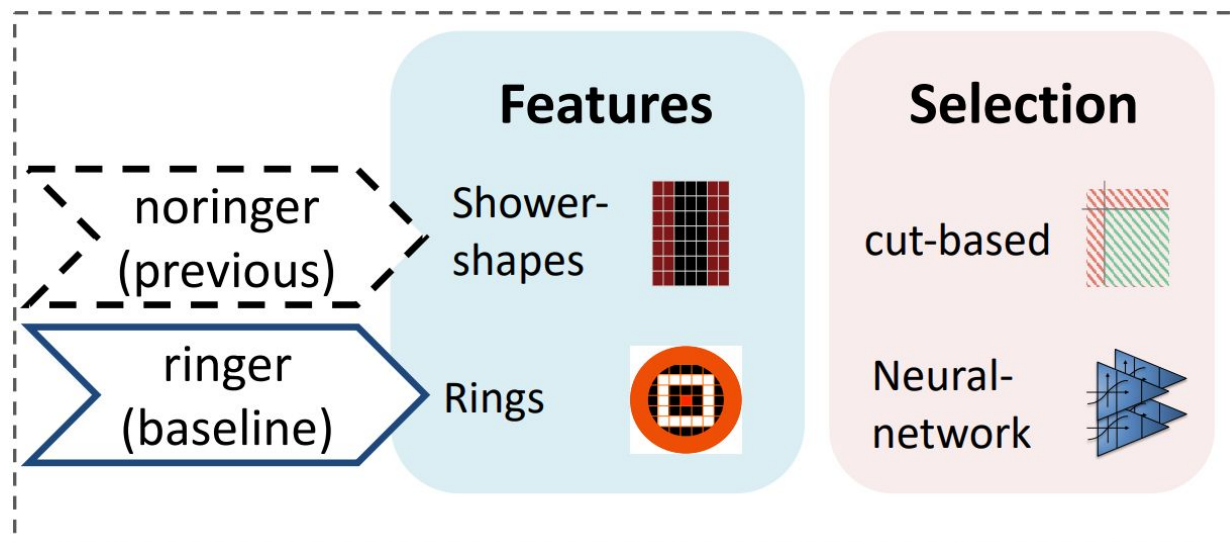 Features
Selection
noringer
(previous)
Shower-
shapes
cut-based
ringer
(baseline)
Rings
Neural-
network